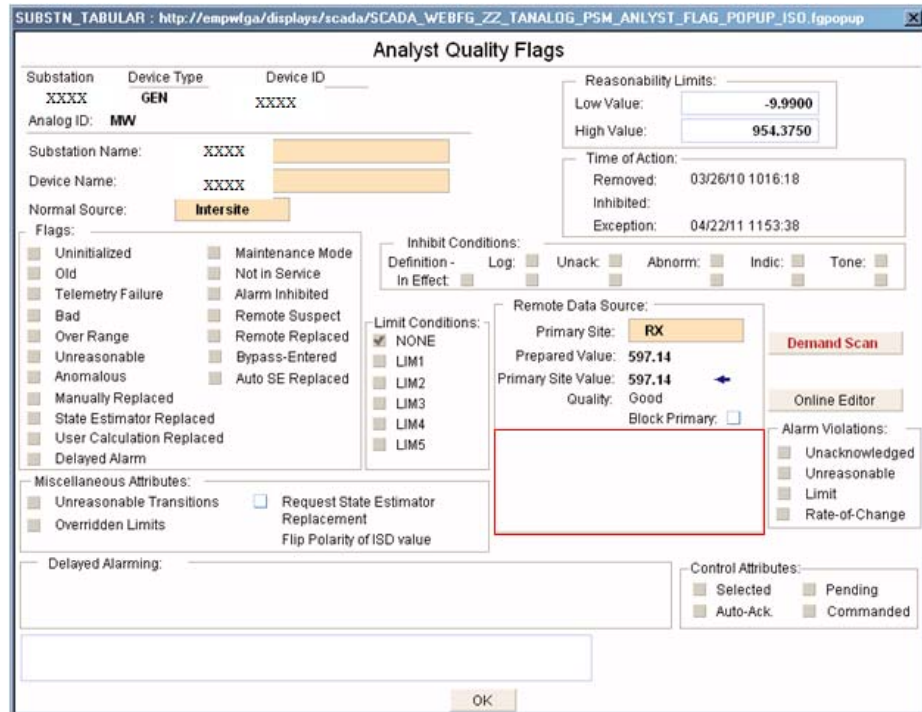 SUBSTN_TABULAR : http://empwfga/displays/scada/SCADA_WEBFG_ZZ_TANALOG_PSM_ANLYST_FLAG_POPUP_ISO.fgpopup
Analyst Quality Flags
Substation Device Type Device ID
XXXX GEN XXXX
Analog ID: MW
Substation Name: XXXX
Device Name: XXXX
Normal Source: Intersite
Reasonability Limits:
Low Value: -9.9900
High Value: 954.3750
Time of Action:
Removed: 03/26/10 1016:18
Inhibited:
Exception: 04/22/11 1153:38
Flags:
Uninitialized
Old
Telemetry Failure
Bad
Over Range
Unreasonable
Anomalous
Manually Replaced
State Estimator Replaced
User Calculation Replaced
Delayed Alarm
Maintenance Mode
Not in Service
Alarm Inhibited
Remote Suspect
Remote Replaced
Bypass-Entered
Auto SE Replaced
Inhibit Conditions:
Definition - Log: Unack: Abnorm: Indic: Tone:
In Effect:
Limit Conditions:
NONE
LIM1
LIM2
LIM3
LIM4
LIM5
Remote Data Source:
Primary Site: RX
Prepared Value: 597.14
Primary Site Value: 597.14
Quality: Good
Block Primary:
Demand Scan
Online Editor
Alarm Violations:
Unacknowledged
Unreasonable
Limit
Rate-of-Change
Miscellaneous Attributes:
Unreasonable Transitions
Overridden Limits
Request State Estimator
Replacement
Flip Polarity of ISD value
Delayed Alarming:
Control Attributes:
Selected Pending
Auto-Ack. Commanded
OK